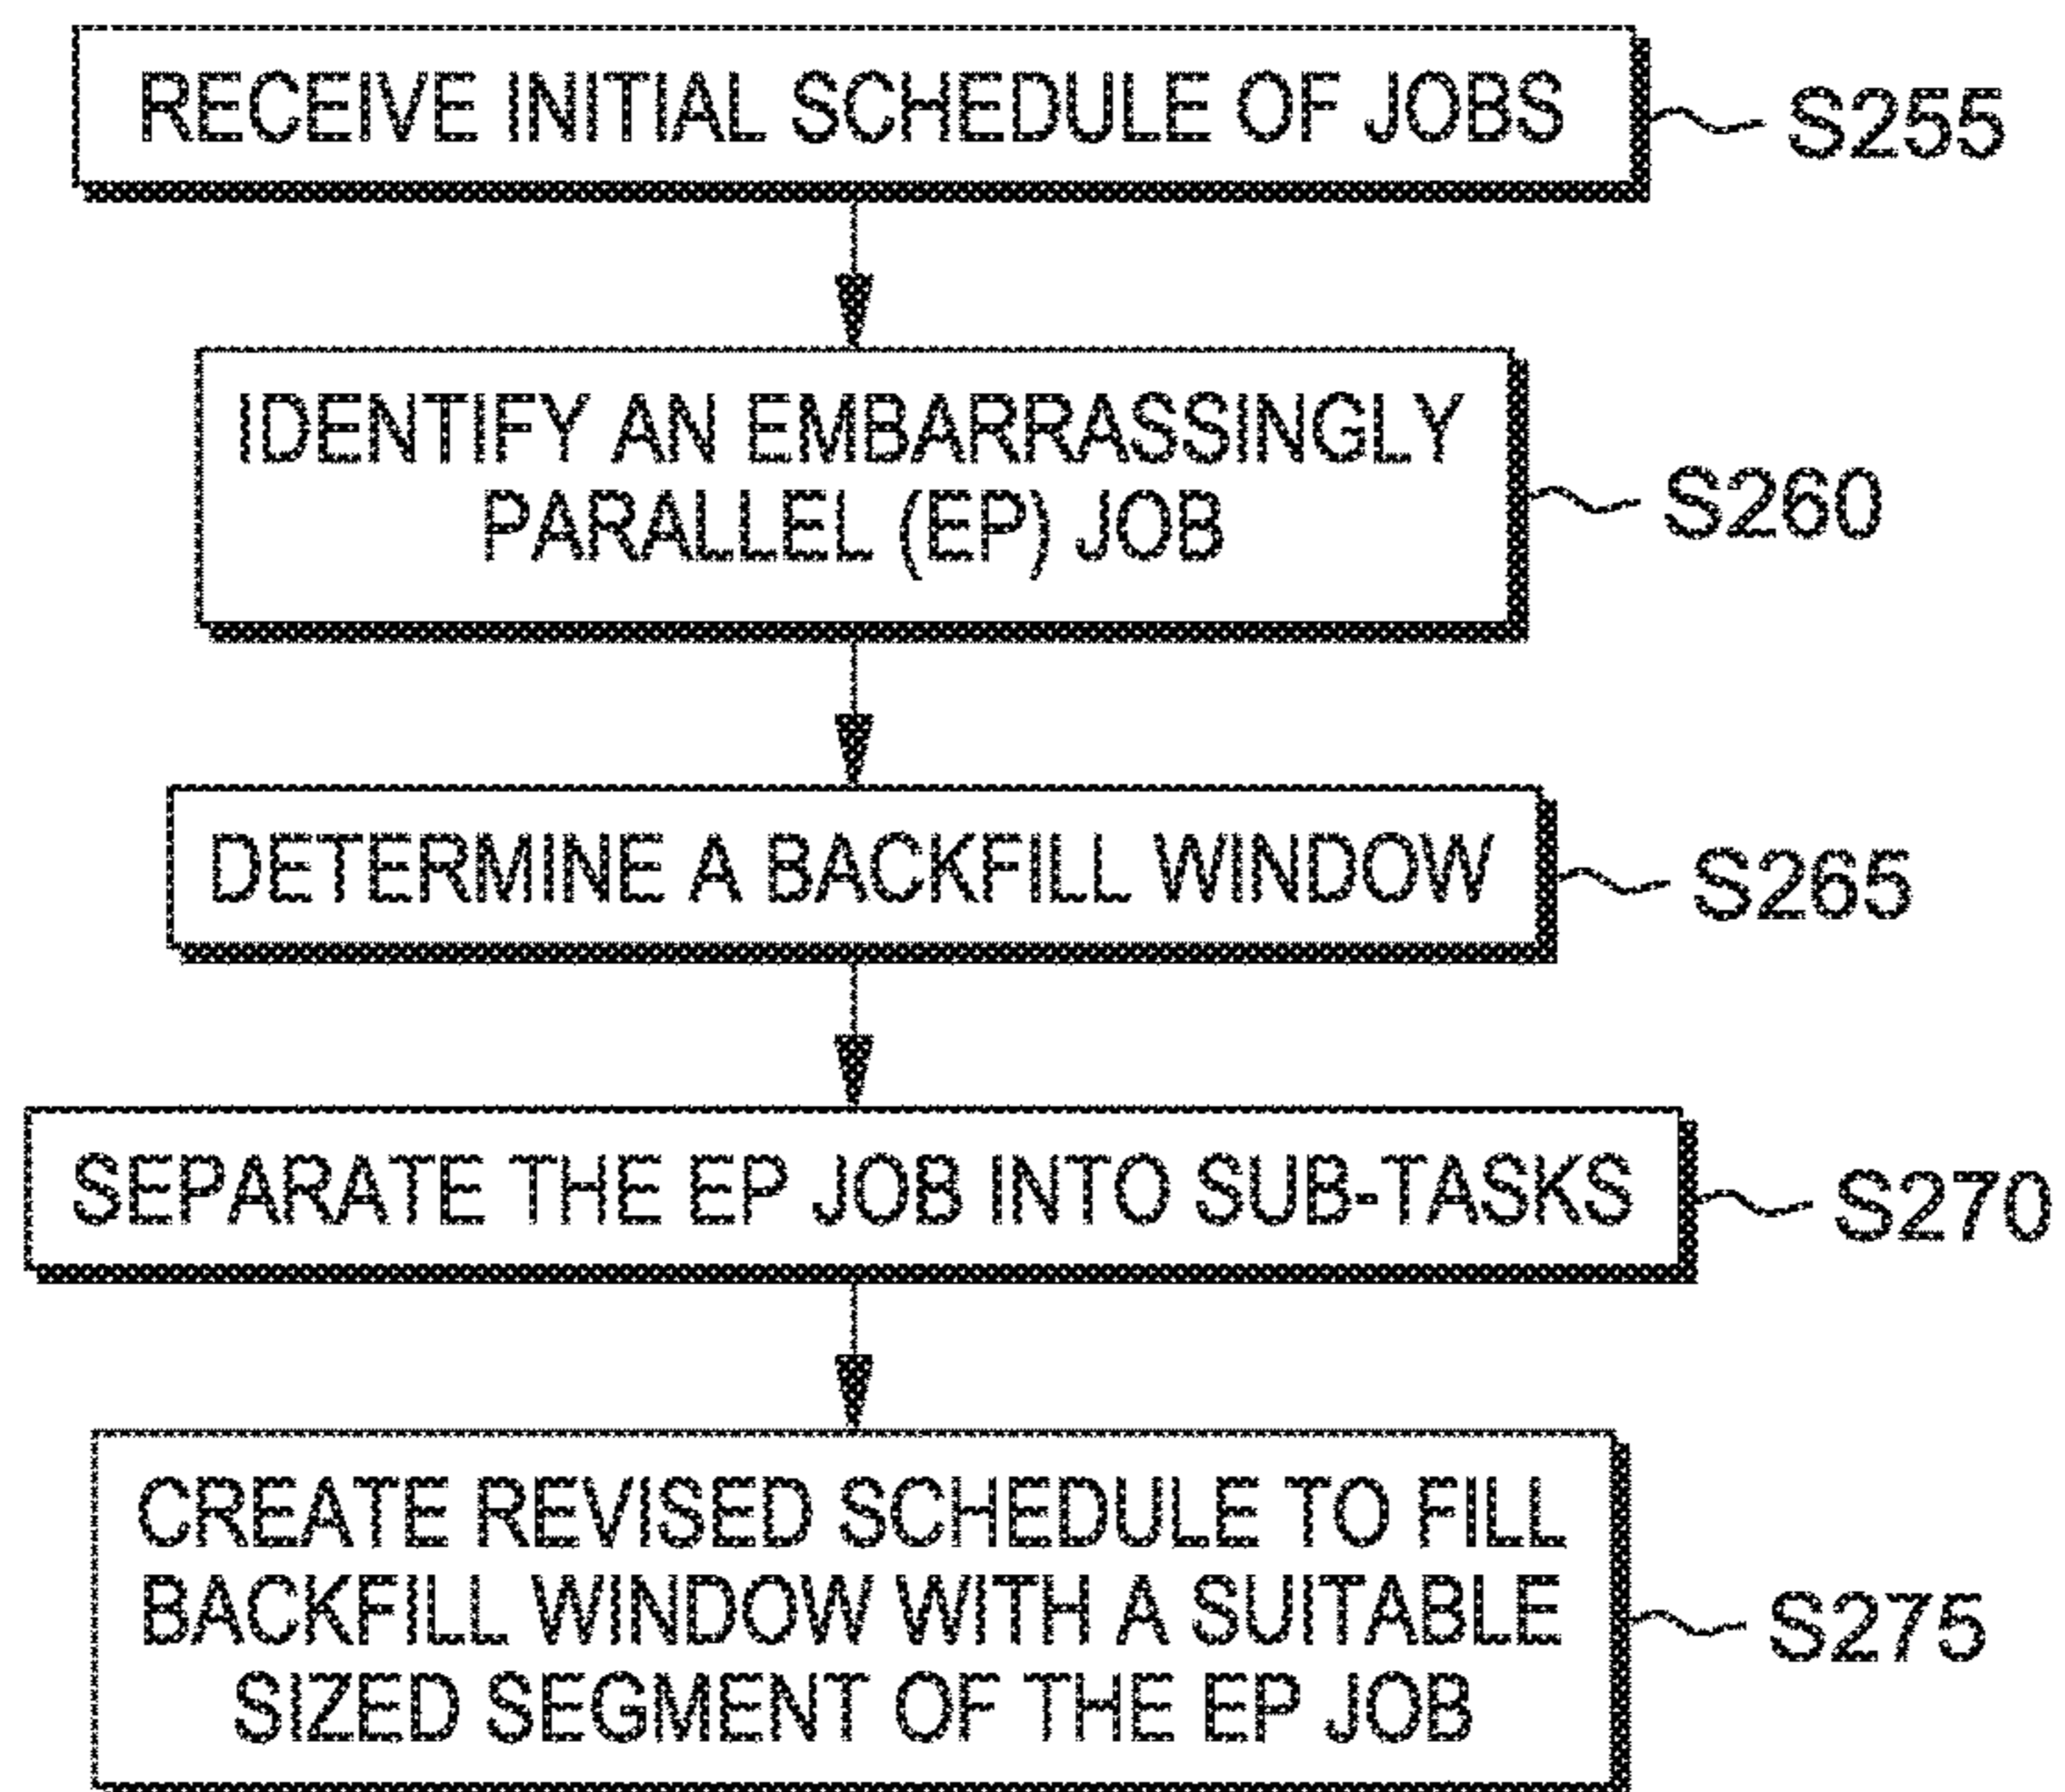 RECEIVE INITIAL SCHEDULE OF JOBS
S255
IDENTIFY AN EMBARRASSINGLY
PARALLEL (EP) JOB
S260
DETERMINE A BACKFILL WINDOW
S265
SEPARATE THE EP JOB INTO SUB-TASKS
S270
CREATE REVISED SCHEDULE TO FILL
BACKFILL WINDOW WITH A SUITABLE
SIZED SEGMENT OF THE EP JOB
S275